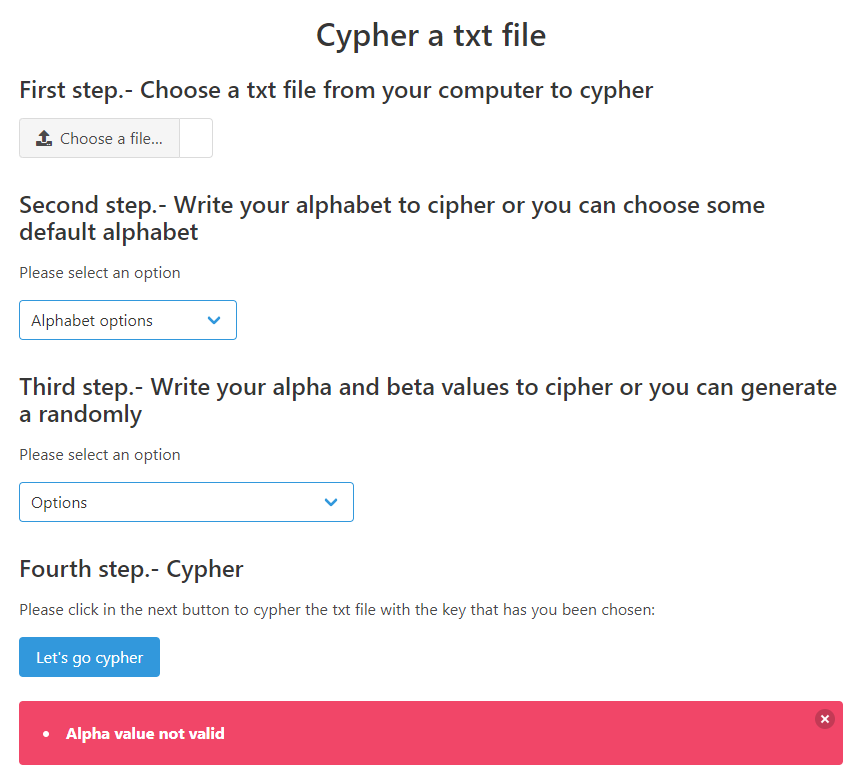 Cypher a txt file
First step.- Choose a txt file from your computer to cypher
Choose a file...
Second step.- Write your alphabet to cipher or you can choose some
default alphabet
Please select an option
Alphabet options
Third step.- Write your alpha and beta values to cipher or you can generate
a randomly
Please select an option
Options
Fourth step.- Cypher
Please click in the next button to cypher the txt file with the key that has you been chosen:
Let's go cypher
• Alpha value not valid